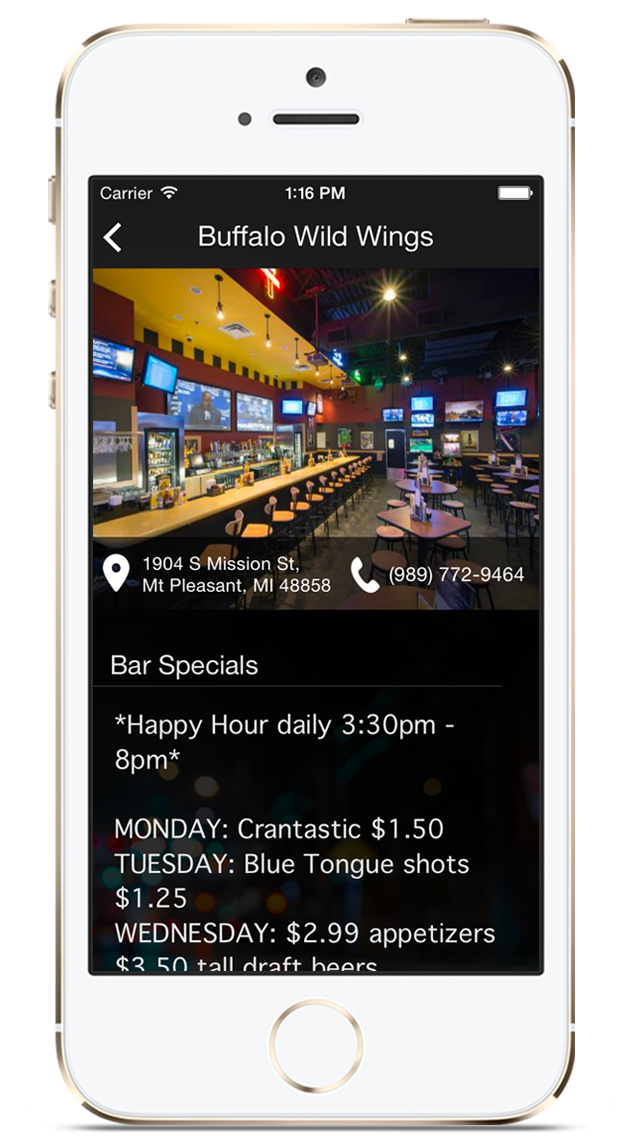 Carrier
1:16 PM
Buffalo Wild Wings
1904 S Mission St,
Mt Pleasant, MI 48858
(989) 772-9464
Bar Specials
*Happy Hour daily 3:30pm -
8pm*
MONDAY: Crantastic $1.50
TUESDAY: Blue Tongue shots
$1.25
WEDNESDAY: $2.99 appetizers
$3.50 tall draft beers